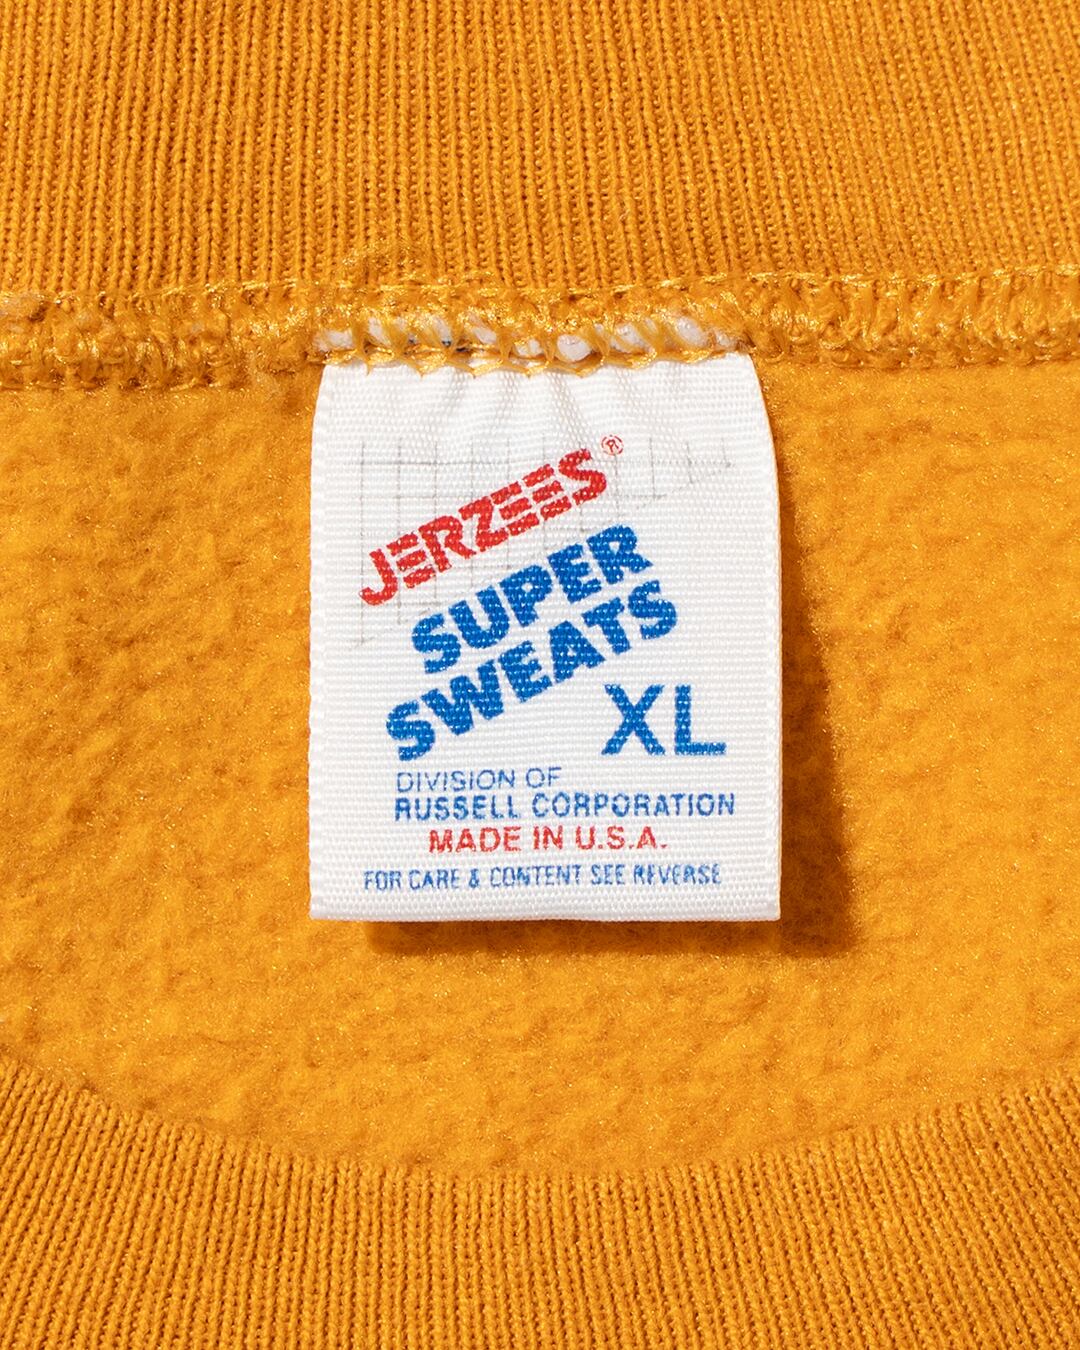 JERZEES®
SUPER
SWEATS
XL
DIVISION OF
RUSSELL CORPORATION
MADE IN U.S.A.
FOR CARE & CONTENT SEE REVERSE